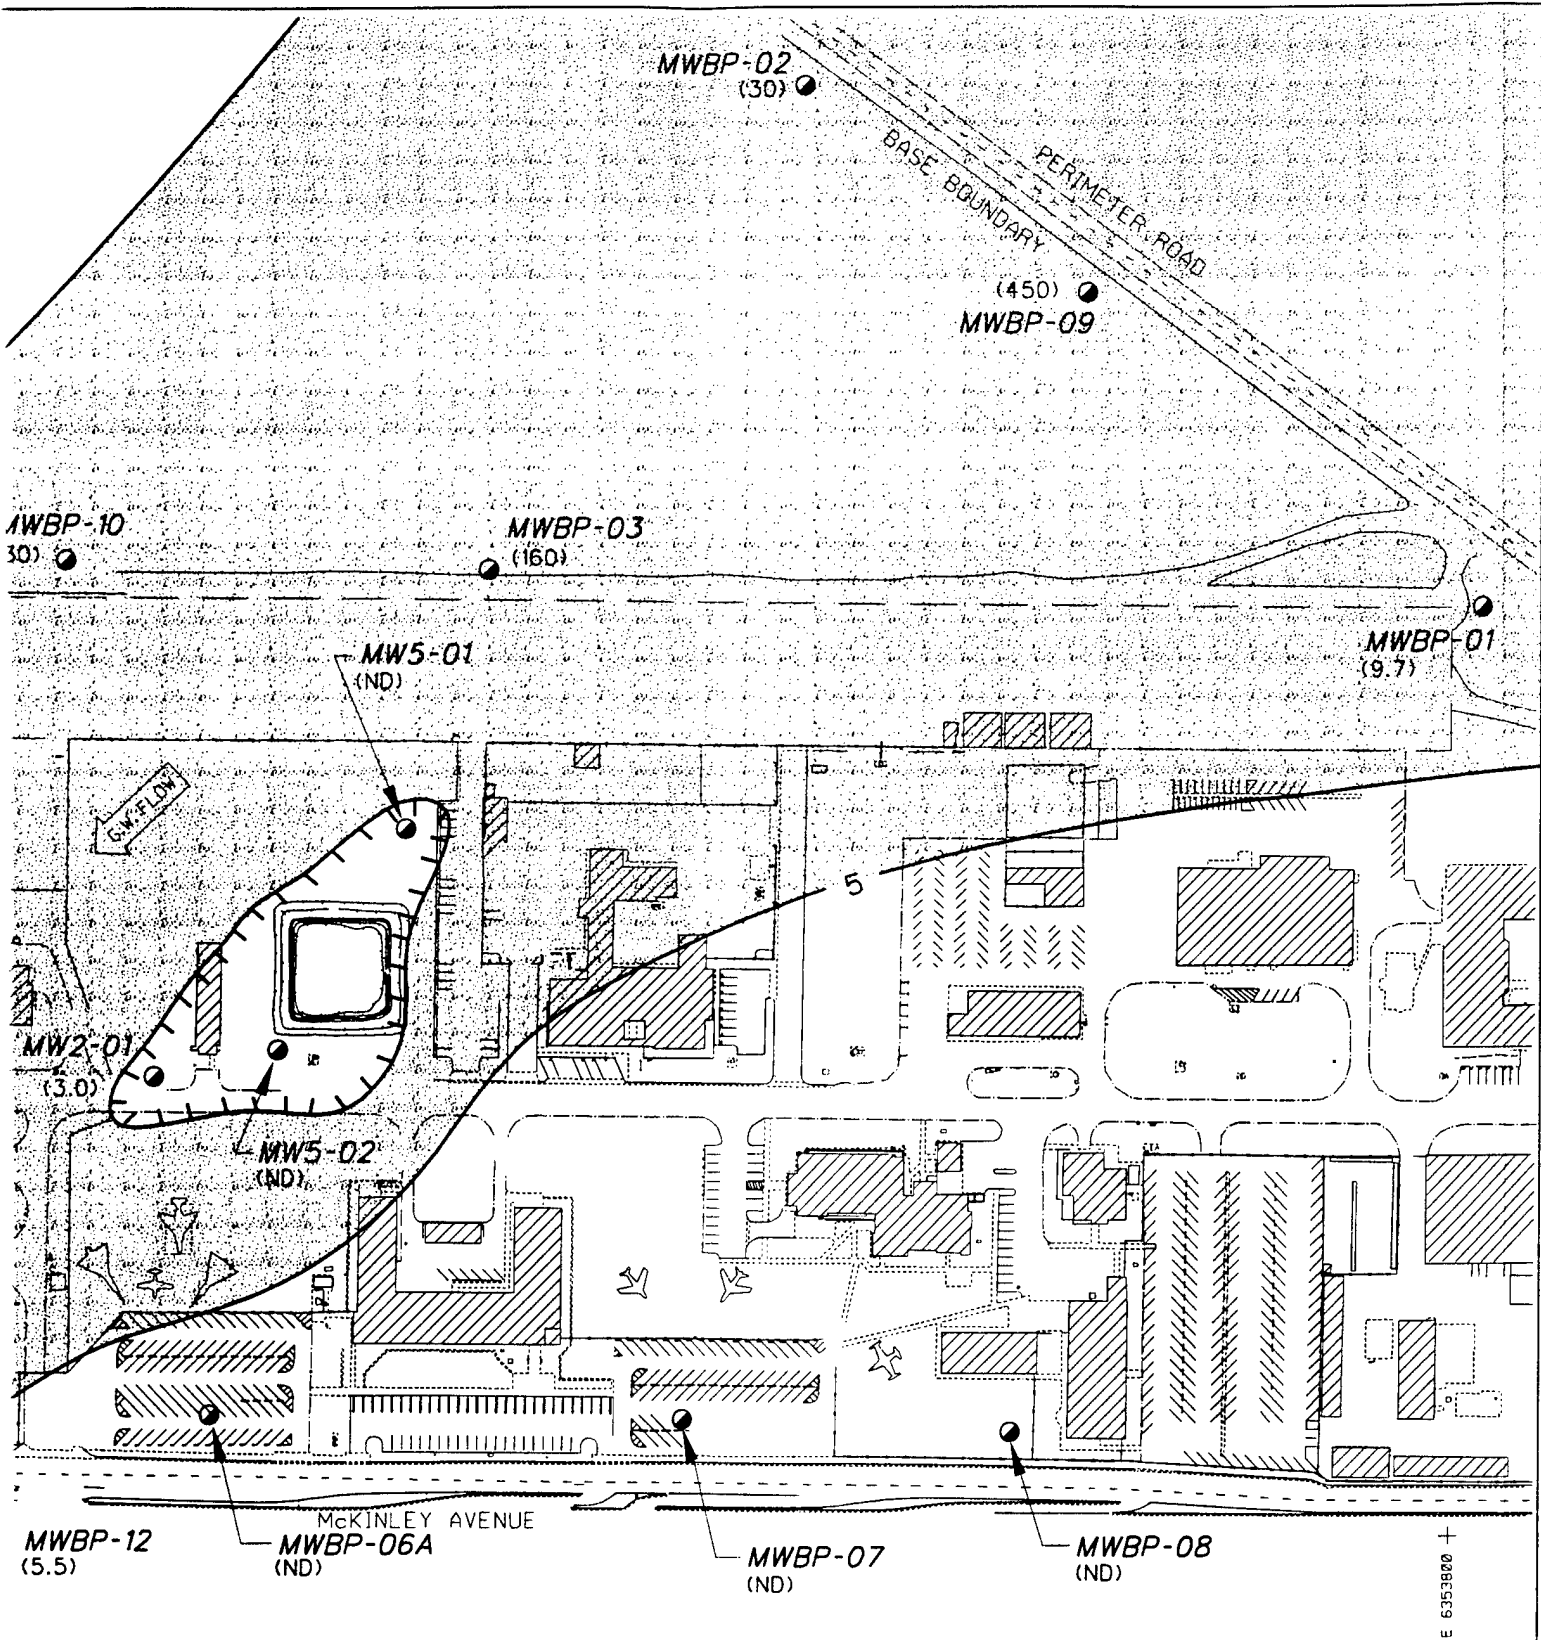 MWBP-02
(30)
PERIMETER ROAD
BASE BOUNDARY
(450)
MWBP-09
MWBP-10
30)
MWBP-03
(160)
MWBP-01
(9.7)
MW5-01
(ND)
G.W. FLOW
5
MW2-01
(3.0)
MW5-02
(ND)
McKINLEY AVENUE
MWBP-12
(5.5)
MWBP-06A
(ND)
MWBP-07
(ND)
MWBP-08
(ND)
E 6353800